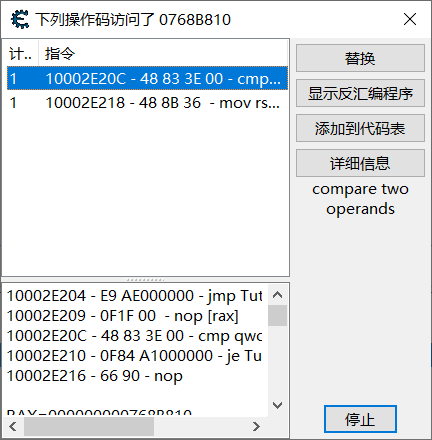 下列操作码访问了 0768B810
计.. 指令
替换
1 10002E20C - 48 83 3E 00 - cmp...
显示反汇编程序
1 10002E218 - 48 8B 36 - mov rs...
添加到代码表
详细信息
compare two
operands
10002E204 - E9 AE000000 - jmp Tut
10002E209 - 0F1F 00 - nop [rax]
10002E20C - 48 83 3E 00 - cmp qwc
10002E210 - 0F84 A1000000 - je Tu
10002E216 - 66 90 - nop
RAX=000000000768B810
停止